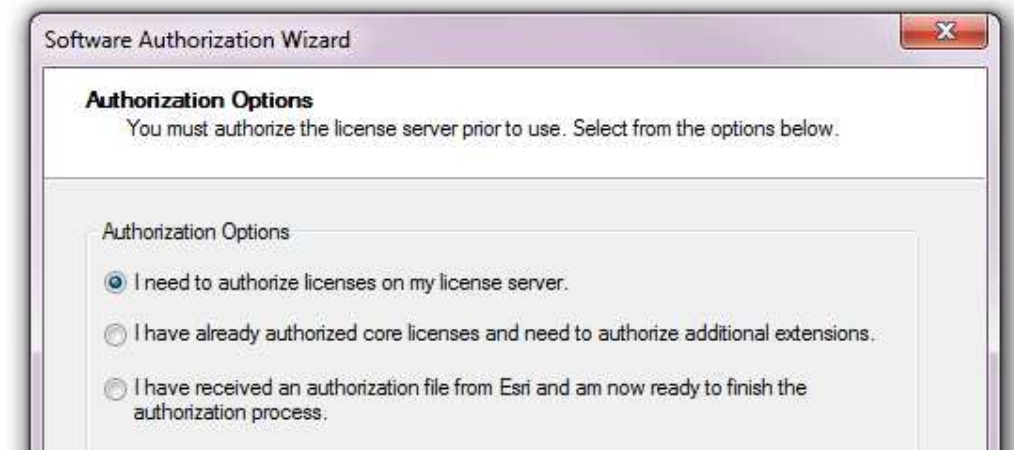 Software Authorization Wizard
Authorization Options
You must authorize the license server prior to use. Select from the options below.
Authorization Options
I need to authorize licenses on my license server.
I have already authorized core licenses and need to authorize additional extensions.
I have received an authorization file from Esri and am now ready to finish the
authorization process.